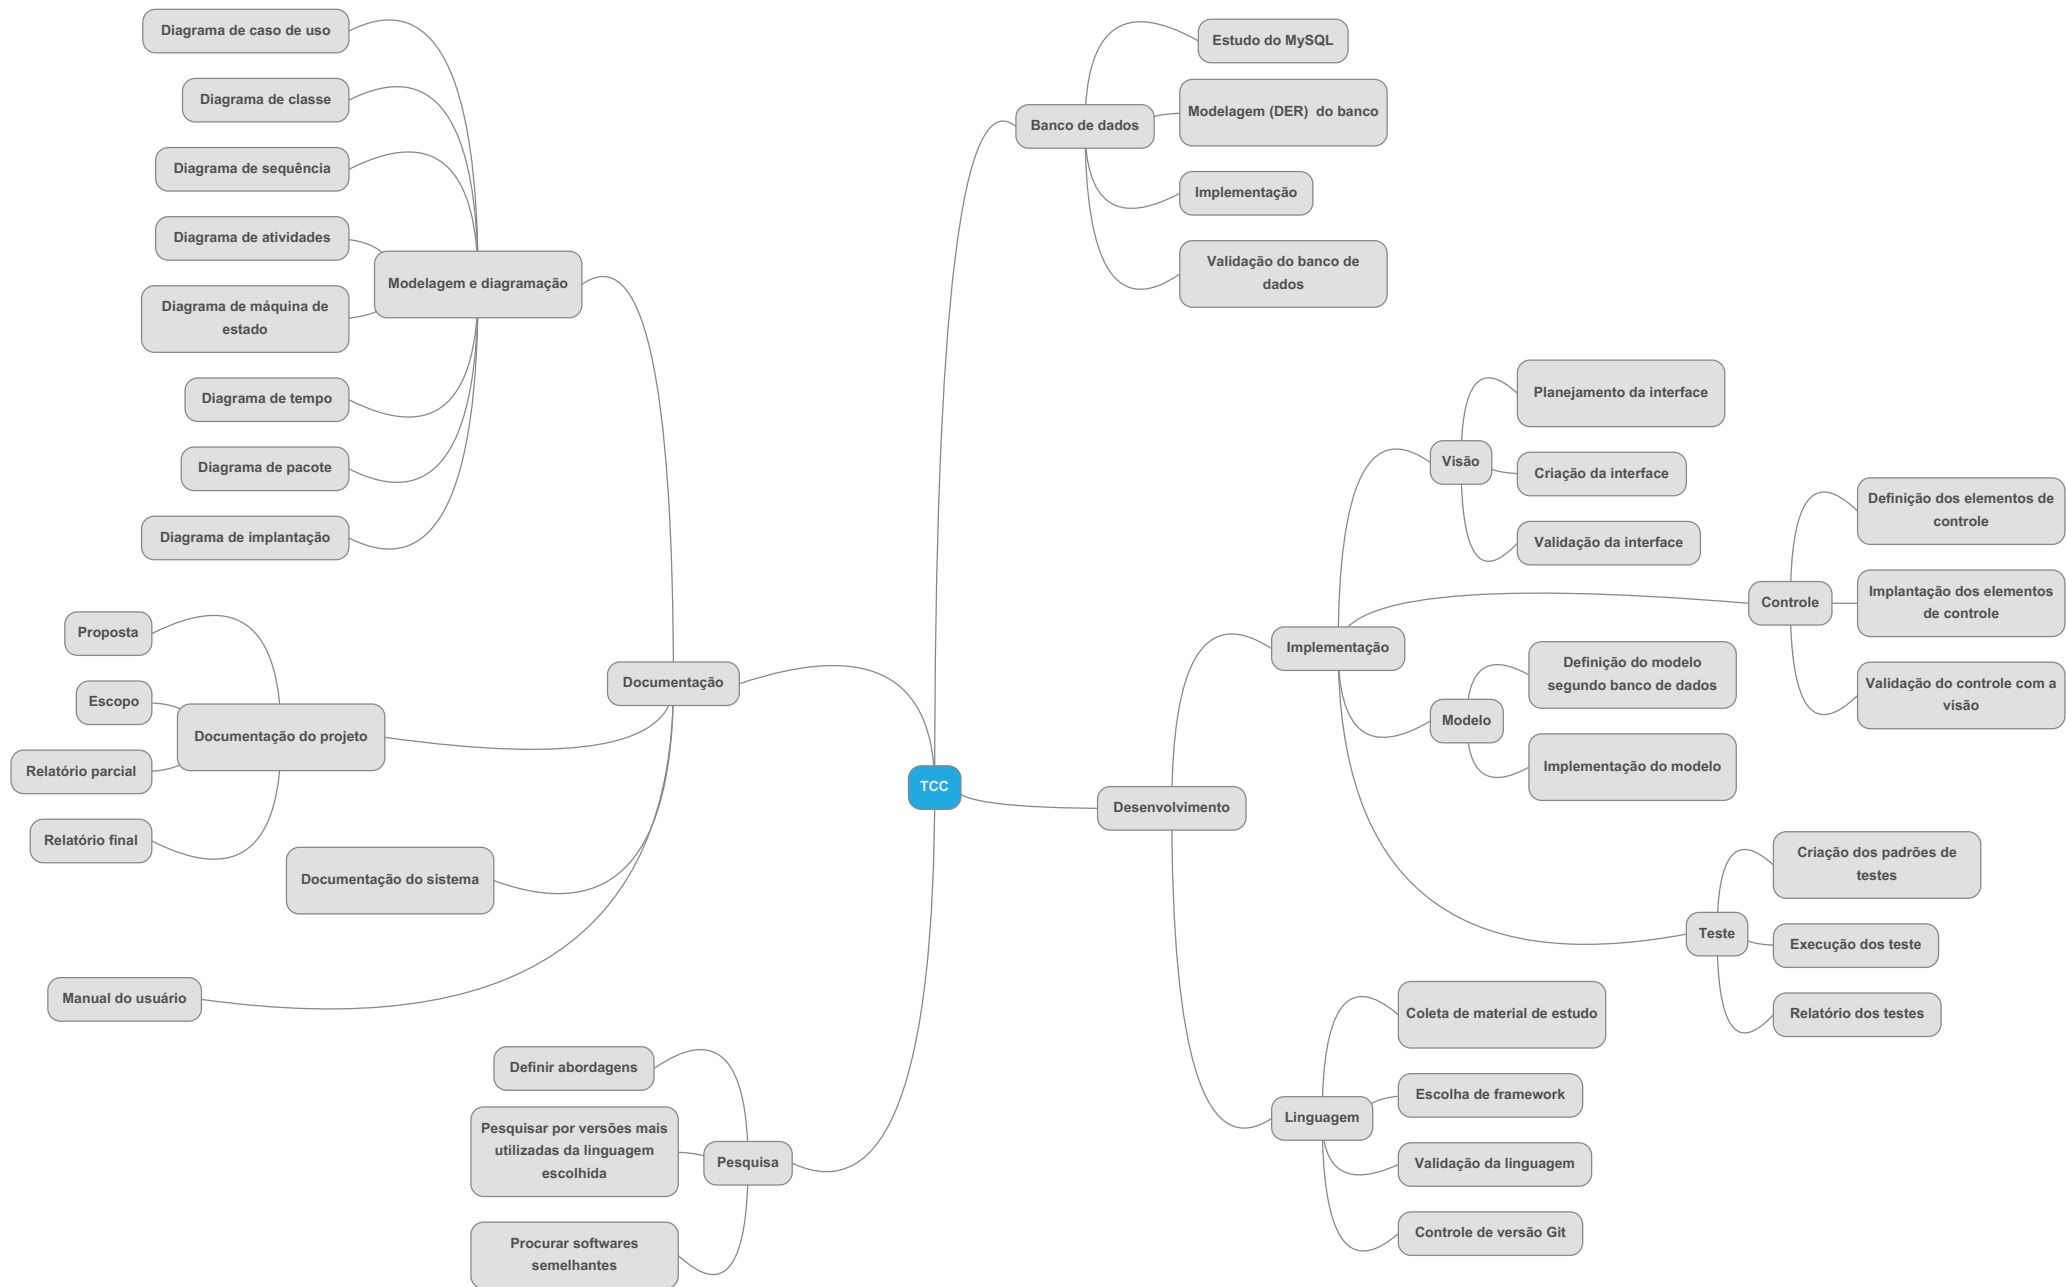 Diagrama de caso de uso
Diagrama de classe
Diagrama de sequência
Diagrama de atividades
Diagrama de máquina de
estado
Diagrama de tempo
Diagrama de pacote
Diagrama de implantação
Modelagem e diagramação
Proposta
Escopo
Relatório parcial
Relatório final
Documentação do projeto
Documentação do sistema
Manual do usuário
Documentação
Definir abordagens
Pesquisar por versões mais
utilizadas da linguagem
escolhida
Procurar softwares
semelhantes
Pesquisa
TCC
Banco de dados
Estudo do MySQL
Modelagem (DER)  do banco
Implementação
Validação do banco de
dados
Desenvolvimento
Implementação
Visão
Planejamento da interface
Criação da interface
Validação da interface
Controle
Definição dos elementos de
controle
Implantação dos elementos
de controle
Validação do controle com a
visão
Modelo
Definição do modelo
segundo banco de dados
Implementação do modelo
Teste
Criação dos padrões de
testes
Execução dos teste
Relatório dos testes
Linguagem
Coleta de material de estudo
Escolha de framework
Validação da linguagem
Controle de versão Git